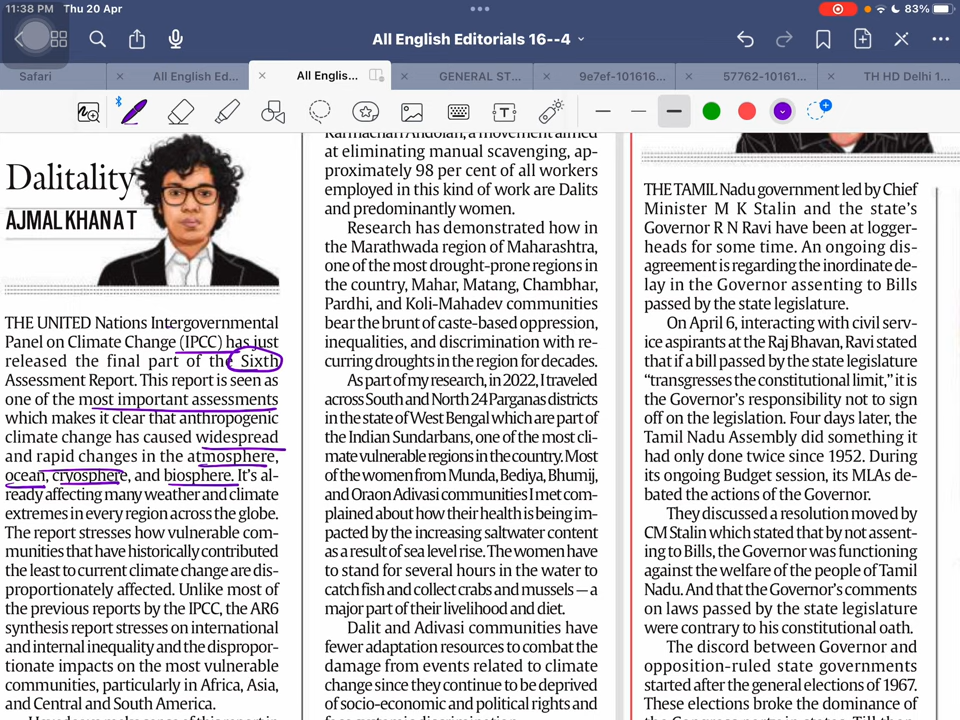 11:38 PM Thu 20 Apr
83%
All English Editorials 16--4
Safari
All English Ed...
All Englis...
GENERAL ST...
9e7ef-101616...
57762-10161...
TH HD Delhi 1...
Dalitality
AJMAL KHAN A T
THE UNITED Nations Intergovernmental
Panel on Climate Change (IPCC) has just
released the final part of the Sixth
Assessment Report. This report is seen as
one of the most important assessments
which makes it clear that anthropogenic
climate change has caused widespread
and rapid changes in the atmosphere,
ocean, cryosphere, and biosphere. It's al-
ready affecting many weather and climate
extremes in every region across the globe.
The report stresses how vulnerable com-
munities that have historically contributed
the least to current climate change are dis-
proportionately affected. Unlike most of
the previous reports by the IPCC, the AR6
synthesis report stresses on international
and internal inequality and the dispropor-
tionate impacts on the most vulnerable
communities, particularly in Africa, Asia,
and Central and South America.
Karmachari Andolan, a movement aimed
at eliminating manual scavenging, ap-
proximately 98 per cent of all workers
employed in this kind of work are Dalits
and predominantly women.
Research has demonstrated how in
the Marathwada region of Maharashtra,
one of the most drought-prone regions in
the country, Mahar, Matang, Chambhar,
Pardhi, and Koli-Mahadev communities
bear the brunt of caste-based oppression,
inequalities, and discrimination with re-
curring droughts in the region for decades.
As part of my research, in 2022, I traveled
across South and North 24 Parganas districts
in the state of West Bengal which are part of
the Indian Sundarbans, one of the most cli-
mate vulnerable regions in the country. Most
of the women from Munda, Bediya, Bhumij,
and Oraon Adivasi communities I met com-
plained about how their health is being im-
pacted by the increasing saltwater content
as a result of sea level rise. The women have
to stand for several hours in the water to
catch fish and collect crabs and mussels — a
major part of their livelihood and diet.
Dalit and Adivasi communities have
fewer adaptation resources to combat the
damage from events related to climate
change since they continue to be deprived
of socio-economic and political rights and
THE TAMIL Nadu government led by Chief
Minister M K Stalin and the state's
Governor R N Ravi have been at logger-
heads for some time. An ongoing dis-
agreement is regarding the inordinate de-
lay in the Governor assenting to Bills
passed by the state legislature.
On April 6, interacting with civil serv-
ice aspirants at the Raj Bhavan, Ravi stated
that if a bill passed by the state legislature
“transgresses the constitutional limit,” it is
the Governor's responsibility not to sign
off on the legislation. Four days later, the
Tamil Nadu Assembly did something it
had only done twice since 1952. During
its ongoing Budget session, its MLAs de-
bated the actions of the Governor.
They discussed a resolution moved by
CM Stalin which stated that by not assent-
ing to Bills, the Governor was functioning
against the welfare of the people of Tamil
Nadu. And that the Governor's comments
on laws passed by the state legislature
were contrary to his constitutional oath.
The discord between Governor and
opposition-ruled state governments
started after the general elections of 1967.
These elections broke the dominance of